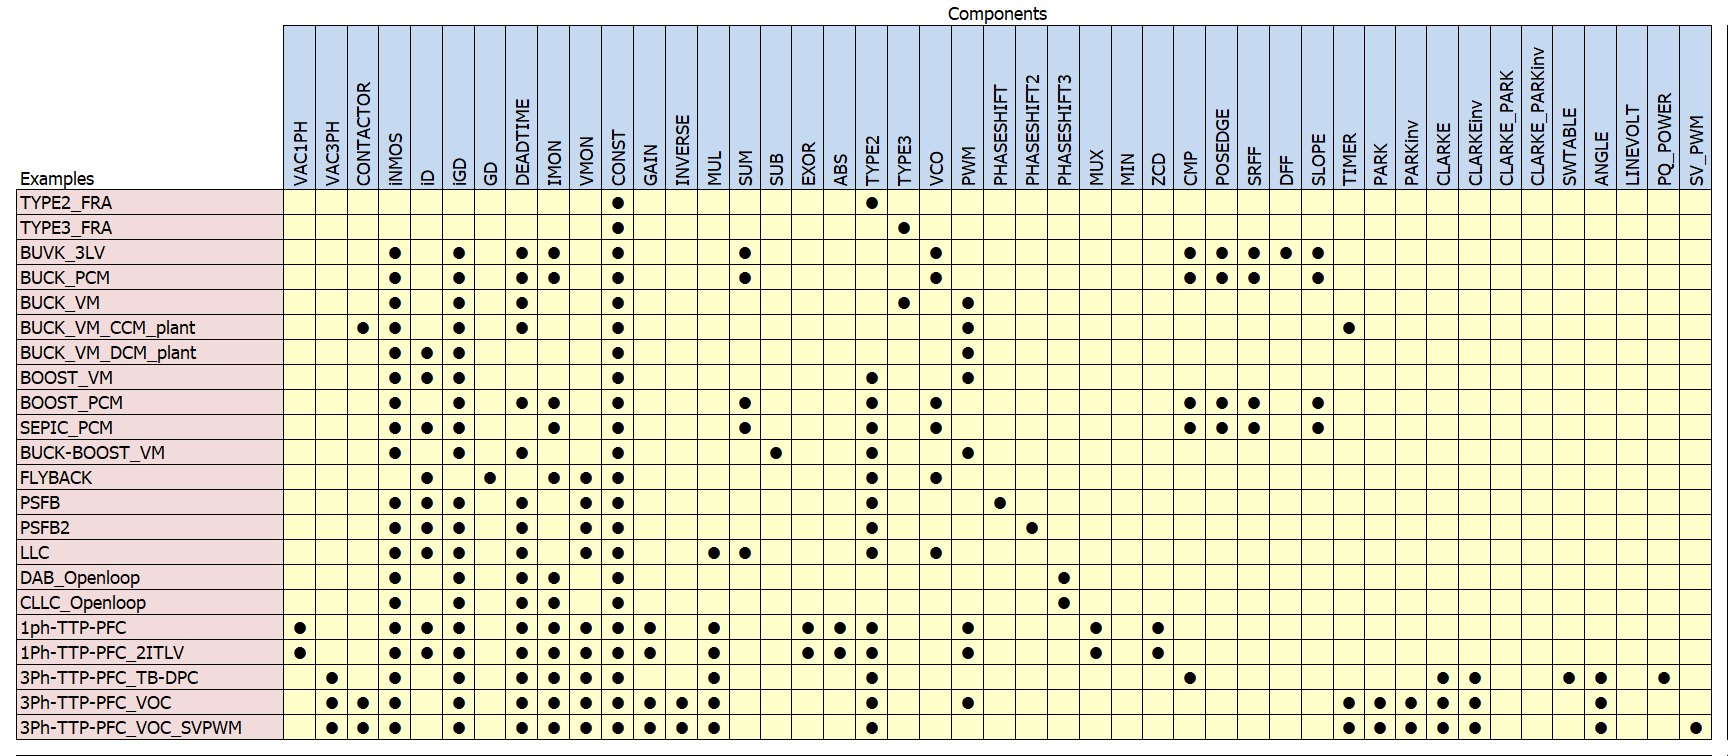 Components
Examples
VAC1PH
VAC3PH
CONTACTOR
iNMOS
iD
iGD
GD
DEADTIME
IMON
VMON
CONST
GAIN
INVERSE
MUL
SUM
SUB
EXOR
ABS
TYPE2
TYPE3
VCO
PWM
PHASESHIFT
PHASESHIFT2
PHASESHIFT3
MUX
MIN
ZCD
CMP
POSEDGE
SRFF
DFF
SLOPE
TIMER
PARK
PARKinv
CLARKE
CLARKEinv
CLARKE_PARK
CLARKE_PARKinv
SWTABLE
ANGLE
LINEVOLT
PQ_POWER
SV_PWM
TYPE2_FRA ● ●
TYPE3_FRA ● ●
BUVK_3LV ● ● ● ● ● ● ● ● ● ● ● ●
BUCK_PCM ● ● ● ● ● ● ● ● ● ● ●
BUCK_VM ● ● ● ● ● ●
BUCK_VM_CCM_plant ● ● ● ● ● ● ●
BUCK_VM_DCM_plant ● ● ● ● ●
BOOST_VM ● ● ● ● ● ●
BOOST_PCM ● ● ● ● ● ● ● ● ● ● ● ●
SEPIC_PCM ● ● ● ● ● ● ● ● ● ● ● ●
BUCK-BOOST_VM ● ● ● ● ● ● ●
FLYBACK ● ● ● ● ● ● ●
PSFB ● ● ● ● ● ● ● ●
PSFB2 ● ● ● ● ● ● ● ●
LLC ● ● ● ● ● ● ● ● ● ●
DAB_Openloop ● ● ● ● ● ●
CLLC_Openloop ● ● ● ● ● ●
1ph-TTP-PFC ● ● ● ● ● ● ● ● ● ● ● ● ● ● ● ●
1Ph-TTP-PFC_2ITLV ● ● ● ● ● ● ● ● ● ● ● ● ● ● ● ●
3Ph-TTP-PFC_TB-DPC ● ● ● ● ● ● ● ● ● ● ● ● ● ● ●
3Ph-TTP-PFC_VOC ● ● ● ● ● ● ● ● ● ● ● ● ● ● ● ● ● ● ●
3Ph-TTP-PFC_VOC_SVPWM ● ● ● ● ● ● ● ● ● ● ● ● ● ● ● ● ● ● ●